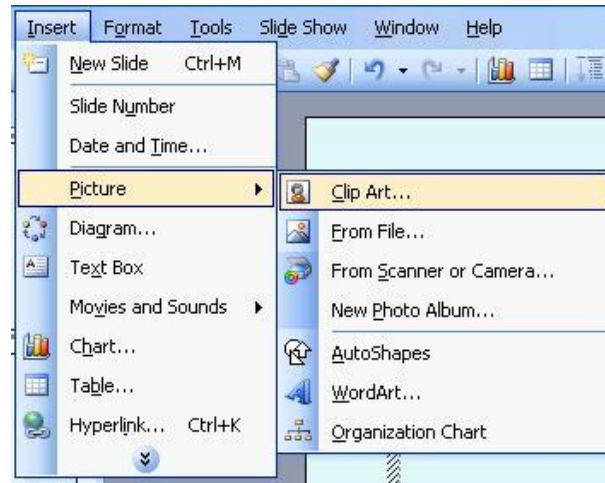 Insert Format Tools Slide Show Window Help
New Slide Ctrl+M
Slide Number
Date and Time...
Picture
Diagram...
Text Box
Movies and Sounds
Chart...
Table...
Hyperlink... Ctrl+K
Clip Art...
From File...
From Scanner or Camera...
New Photo Album...
AutoShapes
WordArt...
Organization Chart